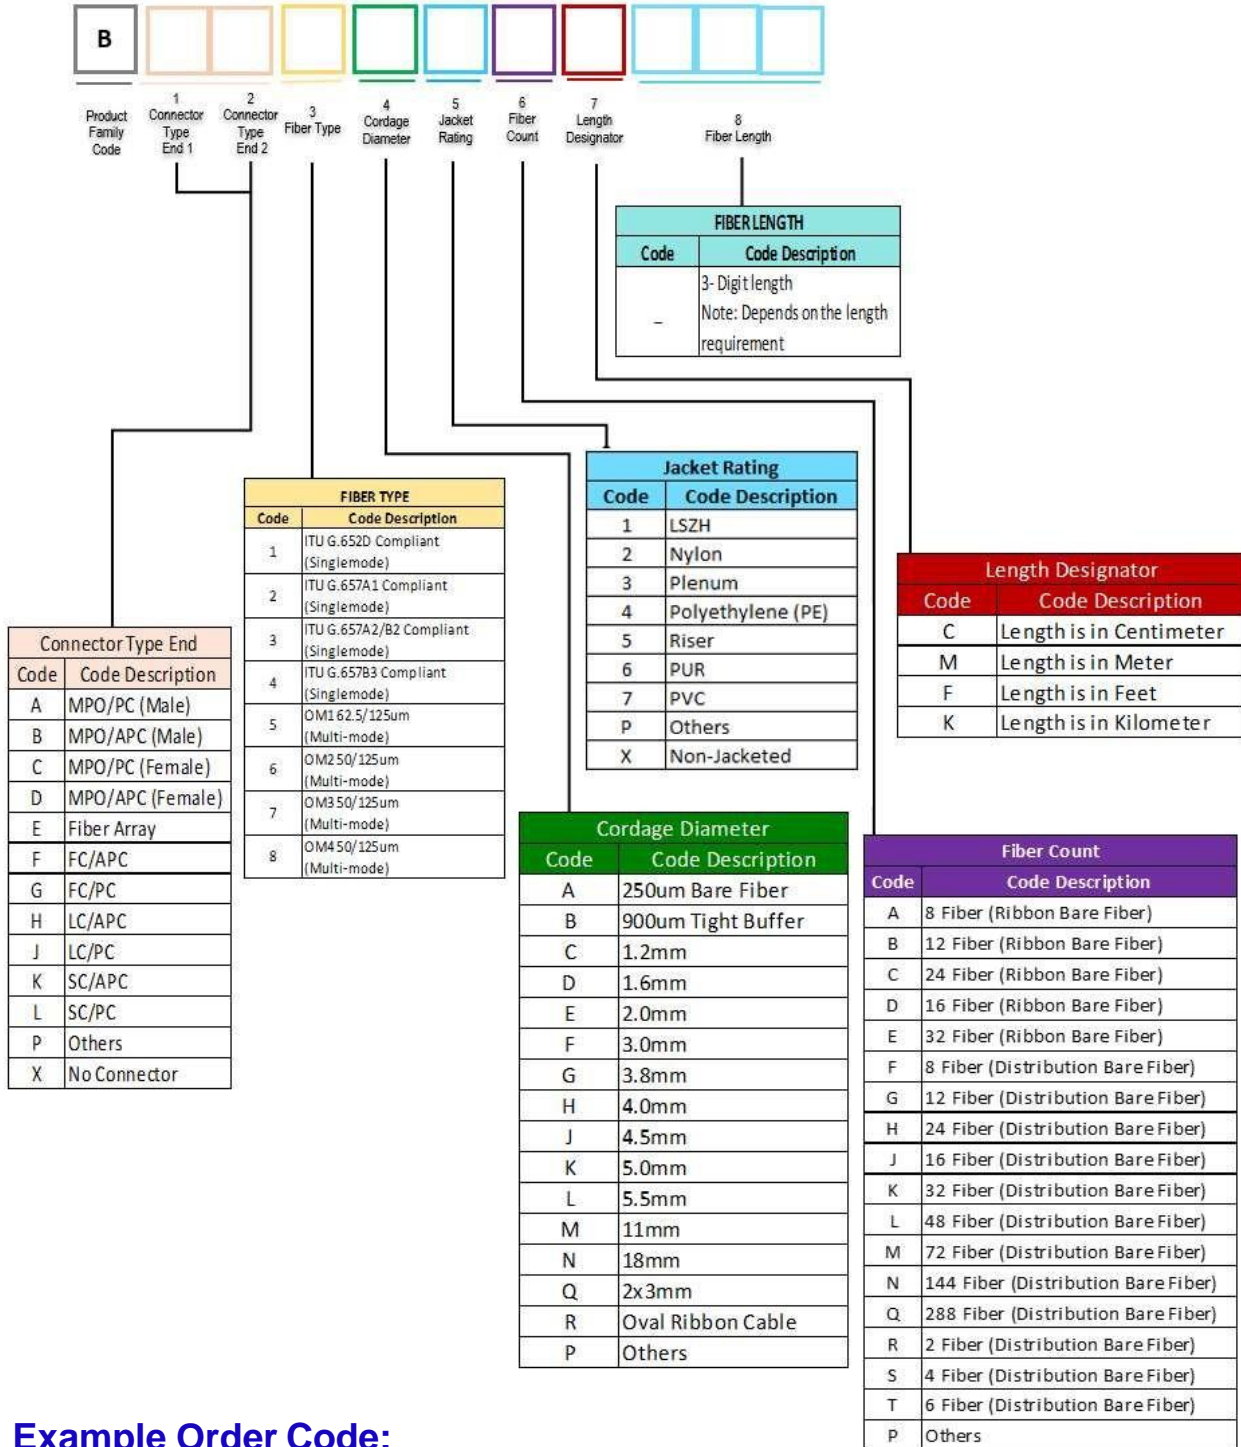 B
Product
Family
Code
1
Connector
Type
End 1
2
Connector
Type
End 2
3
Fiber Type
4
Cordage
Diameter
5
Jacket
Rating
6
Fiber
Count
7
Length
Designator
8
Fiber Length
FIBER LENGTH
Code Code Description
_ 3- Digit length
Note: Depends on the length
requirement
Jacket Rating
Code Code Description
1 LSZH
2 Nylon
3 Plenum
4 Polyethylene (PE)
5 Riser
6 PUR
7 PVC
P Others
X Non-Jacketed
FIBER TYPE
Code Code Description
1 ITU G.652D Compliant
(Singlemode)
2 ITU G.657A1 Compliant
(Singlemode)
3 ITU G.657A2/B2 Compliant
(Singlemode)
4 ITU G.657B3 Compliant
(Singlemode)
5 OM1 62.5/125um
(Multi-mode)
6 OM2 50/125um
(Multi-mode)
7 OM3 50/125um
(Multi-mode)
8 OM4 50/125um
(Multi-mode)
Length Designator
Code Code Description
C Length is in Centimeter
M Length is in Meter
F Length is in Feet
K Length is in Kilometer
Connector Type End
Code Code Description
A MPO/PC (Male)
B MPO/APC (Male)
C MPO/PC (Female)
D MPO/APC (Female)
E Fiber Array
F FC/APC
G FC/PC
H LC/APC
J LC/PC
K SC/APC
L SC/PC
P Others
X No Connector
Cordage Diameter
Code Code Description
A 250um Bare Fiber
B 900um Tight Buffer
C 1.2mm
D 1.6mm
E 2.0mm
F 3.0mm
G 3.8mm
H 4.0mm
J 4.5mm
K 5.0mm
L 5.5mm
M 11mm
N 18mm
Q 2x3mm
R Oval Ribbon Cable
P Others
Fiber Count
Code Code Description
A 8 Fiber (Ribbon Bare Fiber)
B 12 Fiber (Ribbon Bare Fiber)
C 24 Fiber (Ribbon Bare Fiber)
D 16 Fiber (Ribbon Bare Fiber)
E 32 Fiber (Ribbon Bare Fiber)
F 8 Fiber (Distribution Bare Fiber)
G 12 Fiber (Distribution Bare Fiber)
H 24 Fiber (Distribution Bare Fiber)
J 16 Fiber (Distribution Bare Fiber)
K 32 Fiber (Distribution Bare Fiber)
L 48 Fiber (Distribution Bare Fiber)
M 72 Fiber (Distribution Bare Fiber)
N 144 Fiber (Distribution Bare Fiber)
Q 288 Fiber (Distribution Bare Fiber)
R 2 Fiber (Distribution Bare Fiber)
S 4 Fiber (Distribution Bare Fiber)
T 6 Fiber (Distribution Bare Fiber)
P Others
Example Order Code: